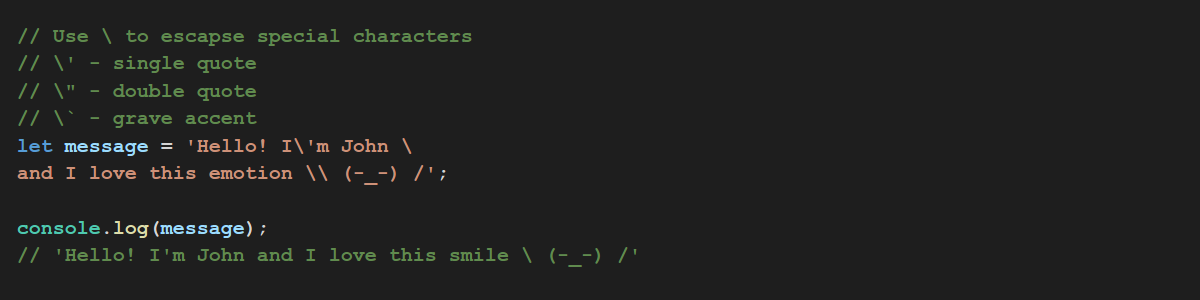 // Use \ to escapse special characters
// \' - single quote
// \" - double quote
// \` - grave accent
let message = 'Hello! I\'m John \
and I love this emotion \\ (-_-) /';
console.log(message);
// 'Hello! I'm John and I love this smile \ (-_-) /'